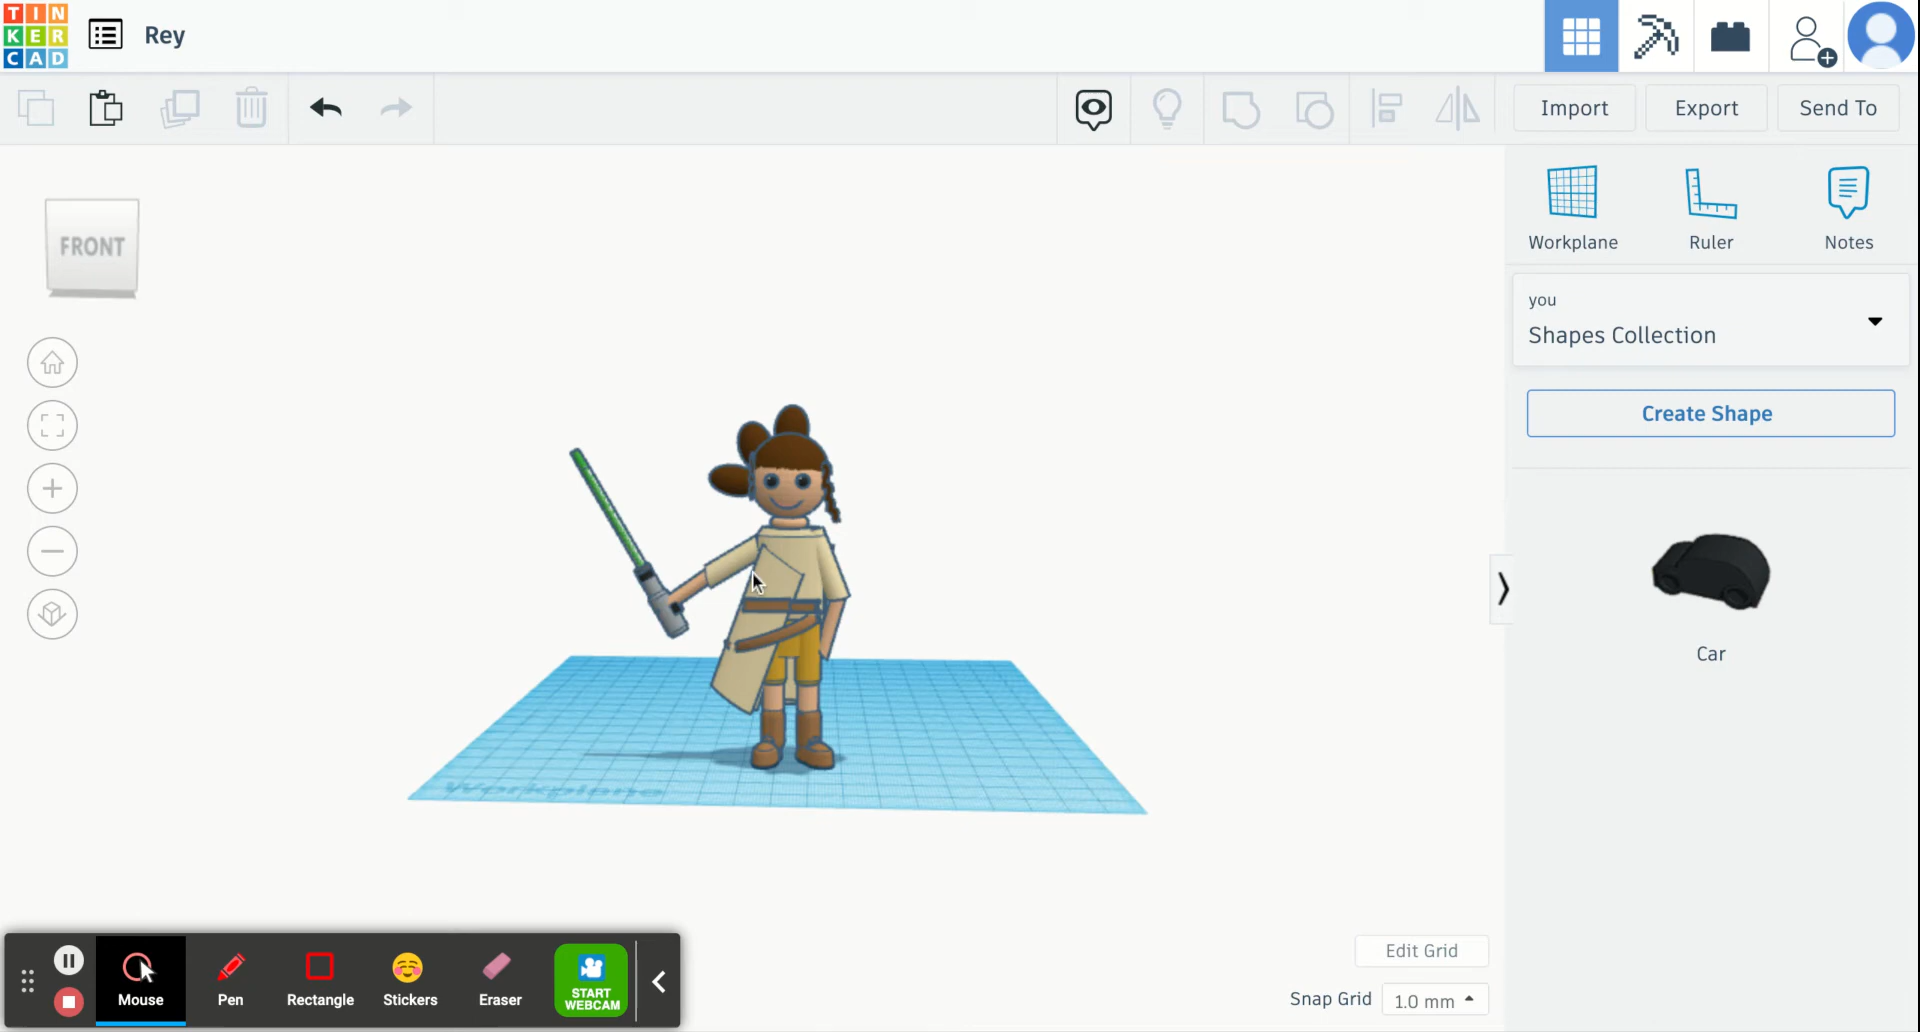 TIN
KER
CAD
Rey
Import
Export
Send To
FRONT
Workplane
Ruler
Notes
you
Shapes Collection
Create Shape
Car
Workplane
Edit Grid
Snap Grid
1.0 mm
Mouse
Pen
Rectangle
Stickers
Eraser
START
WEBCAM